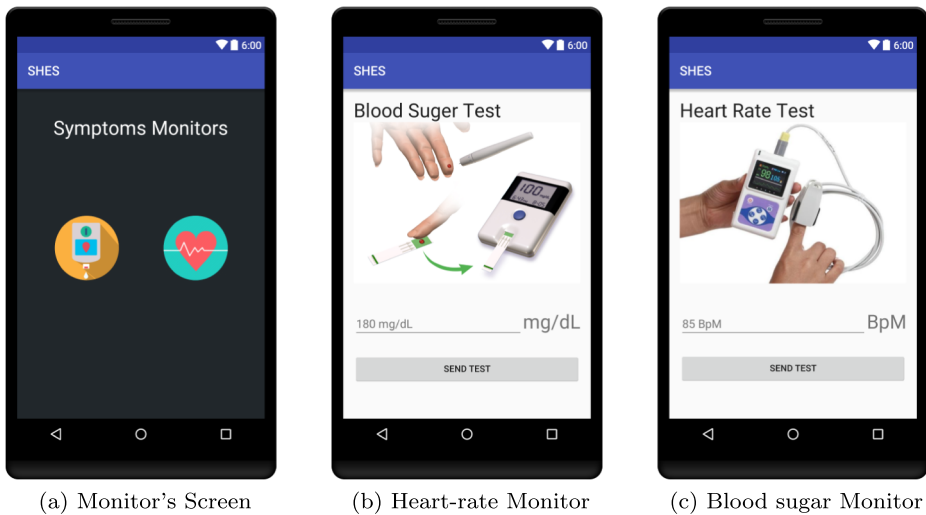 6:00
SHES
Symptoms Monitors
6:00
SHES
Blood Suger Test
100
180 mg/dL
mg/dL
SEND TEST
6:00
SHES
Heart Rate Test
85 BpM
BpM
SEND TEST
(a) Monitor's Screen
(b) Heart-rate Monitor
(c) Blood sugar Monitor